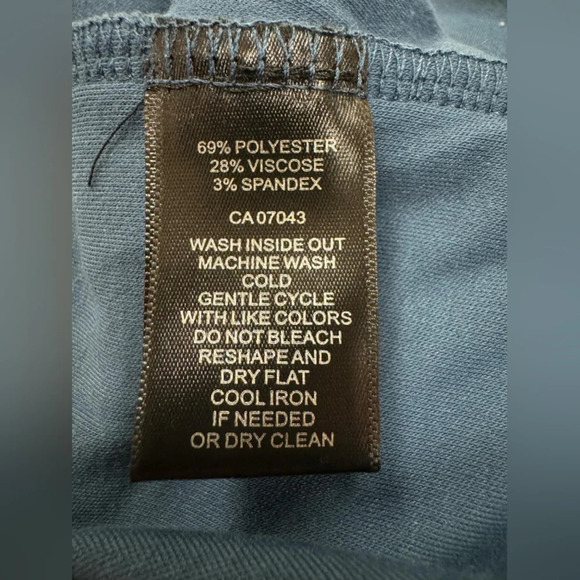 69% POLYESTER
28% VISCOSE
3% SPANDEX
CA 07043
WASH INSIDE OUT
MACHINE WASH
COLD
GENTLE CYCLE
WITH LIKE COLORS
DO NOT BLEACH
RESHAPE AND
DRY FLAT
COOL IRON
IF NEEDED
OR DRY CLEAN